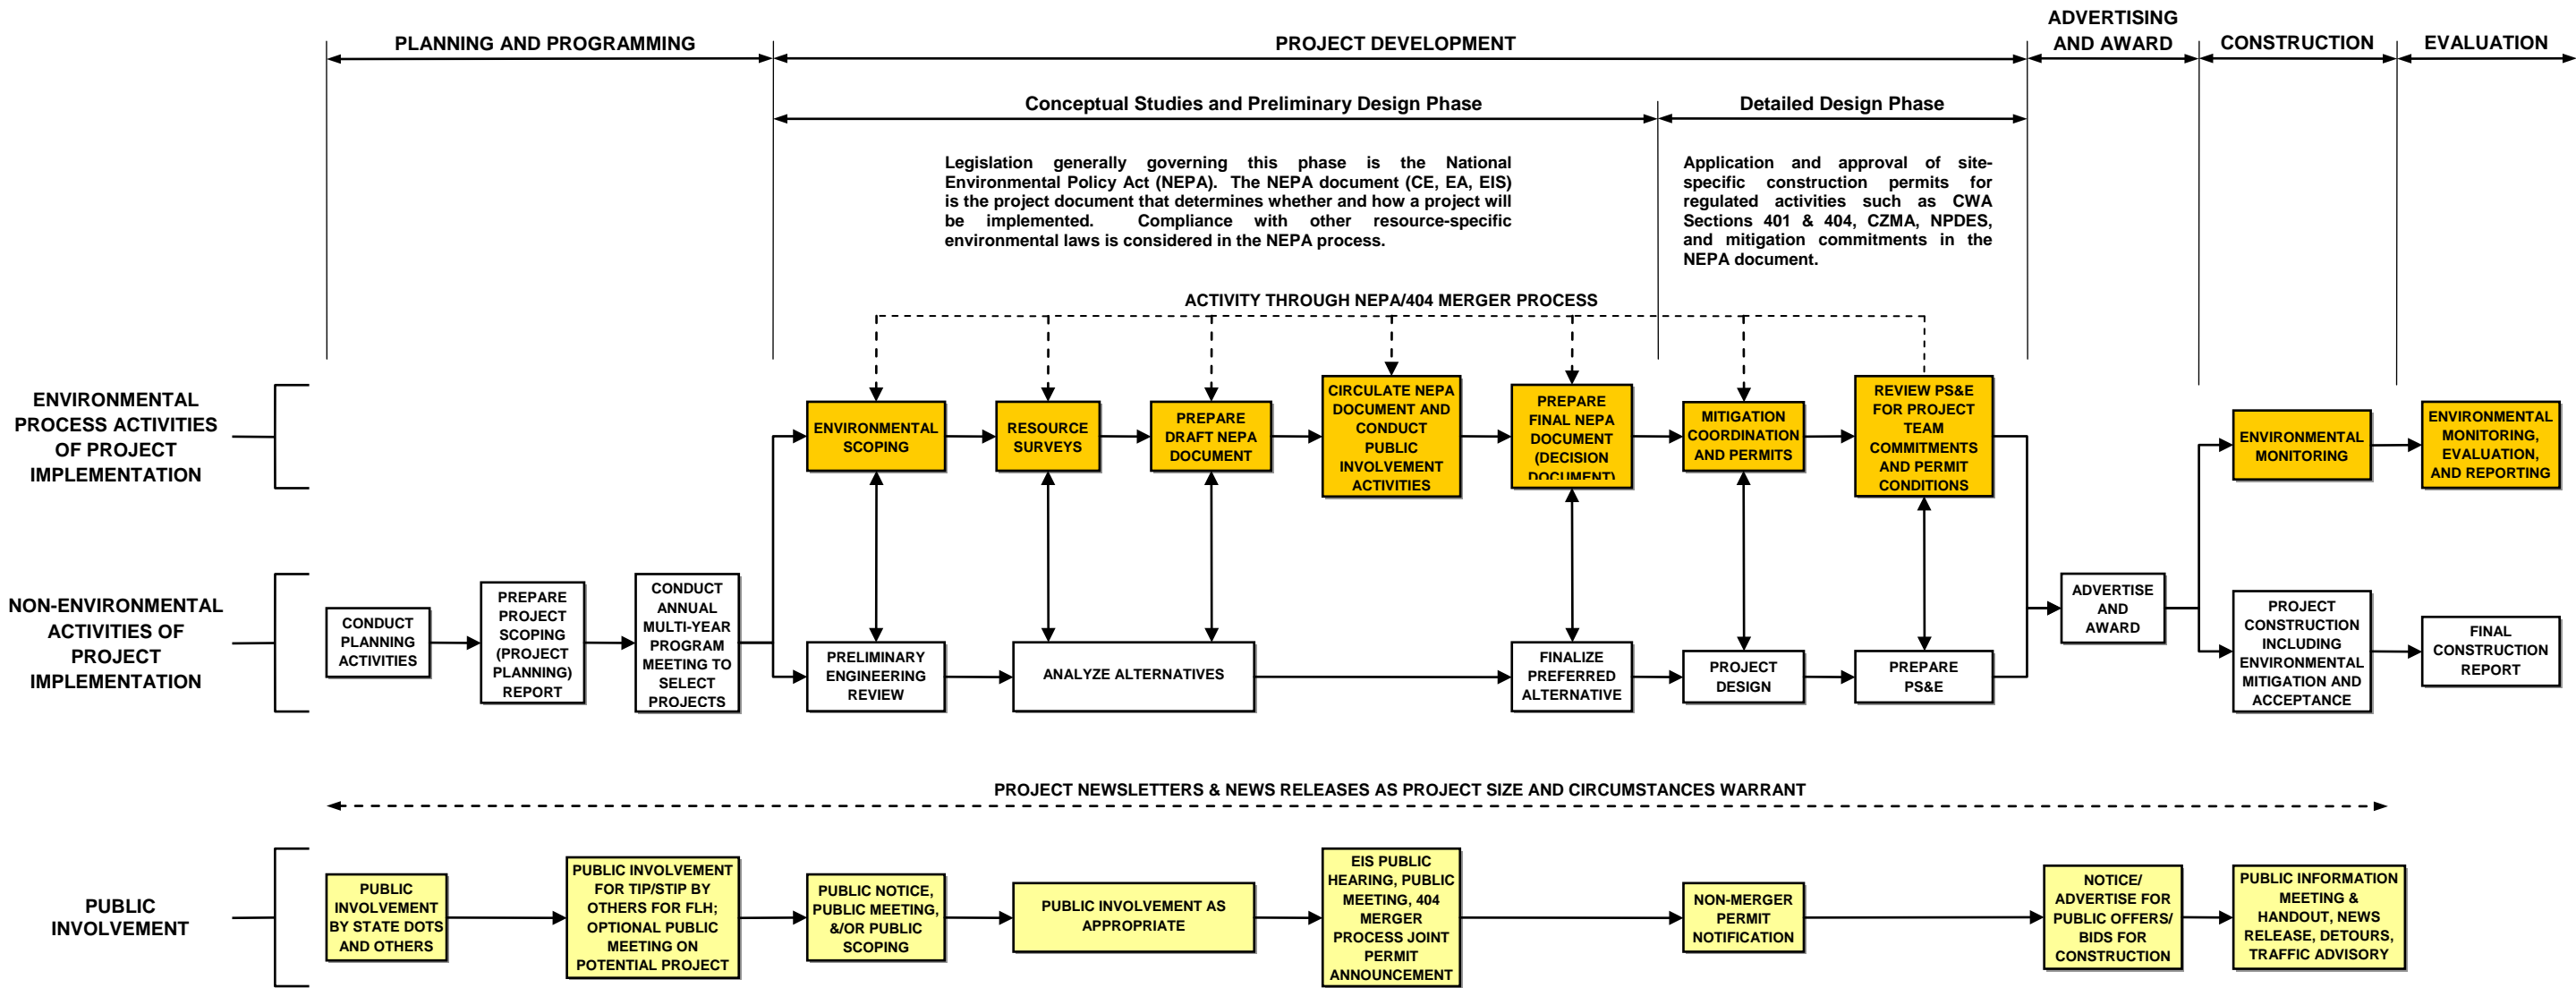 PLANNING AND PROGRAMMING
PROJECT DEVELOPMENT
ADVERTISING
AND AWARD
CONSTRUCTION
EVALUATION
Conceptual Studies and Preliminary Design Phase
Detailed Design Phase
Legislation generally governing this phase is the National
Environmental Policy Act (NEPA). The NEPA document (CE, EA, EIS)
is the project document that determines whether and how a project will
be implemented. Compliance with other resource-specific
environmental laws is considered in the NEPA process.
Application and approval of site-
specific construction permits for
regulated activities such as CWA
Sections 401 & 404, CZMA, NPDES,
and mitigation commitments in the
NEPA document.
ACTIVITY THROUGH NEPA/404 MERGER PROCESS
ENVIRONMENTAL
PROCESS ACTIVITIES
OF PROJECT
IMPLEMENTATION
ENVIRONMENTAL
SCOPING
RESOURCE
SURVEYS
PREPARE
DRAFT NEPA
DOCUMENT
CIRCULATE NEPA
DOCUMENT AND
CONDUCT
PUBLIC
INVOLVEMENT
ACTIVITIES
PREPARE
FINAL NEPA
DOCUMENT
(DECISION
DOCUMENT)
MITIGATION
COORDINATION
AND PERMITS
REVIEW PS&E
FOR PROJECT
TEAM
COMMITMENTS
AND PERMIT
CONDITIONS
ENVIRONMENTAL
MONITORING
ENVIRONMENTAL
MONITORING,
EVALUATION,
AND REPORTING
NON-ENVIRONMENTAL
ACTIVITIES OF
PROJECT
IMPLEMENTATION
CONDUCT
PLANNING
ACTIVITIES
PREPARE
PROJECT
SCOPING
(PROJECT
PLANNING)
REPORT
CONDUCT
ANNUAL
MULTI-YEAR
PROGRAM
MEETING TO
SELECT
PROJECTS
PRELIMINARY
ENGINEERING
REVIEW
ANALYZE ALTERNATIVES
FINALIZE
PREFERRED
ALTERNATIVE
PROJECT
DESIGN
PREPARE
PS&E
ADVERTISE
AND
AWARD
PROJECT
CONSTRUCTION
INCLUDING
ENVIRONMENTAL
MITIGATION AND
ACCEPTANCE
FINAL
CONSTRUCTION
REPORT
PROJECT NEWSLETTERS & NEWS RELEASES AS PROJECT SIZE AND CIRCUMSTANCES WARRANT
PUBLIC
INVOLVEMENT
PUBLIC
INVOLVEMENT
BY STATE DOTS
AND OTHERS
PUBLIC INVOLVEMENT
FOR TIP/STIP BY
OTHERS FOR FLH;
OPTIONAL PUBLIC
MEETING ON
POTENTIAL PROJECT
PUBLIC NOTICE,
PUBLIC MEETING,
&/OR PUBLIC
SCOPING
PUBLIC INVOLVEMENT AS
APPROPRIATE
EIS PUBLIC
HEARING, PUBLIC
MEETING, 404
MERGER
PROCESS JOINT
PERMIT
ANNOUNCEMENT
NON-MERGER
PERMIT
NOTIFICATION
NOTICE/
ADVERTISE FOR
PUBLIC OFFERS/
BIDS FOR
CONSTRUCTION
PUBLIC INFORMATION
MEETING &
HANDOUT, NEWS
RELEASE, DETOURS,
TRAFFIC ADVISORY